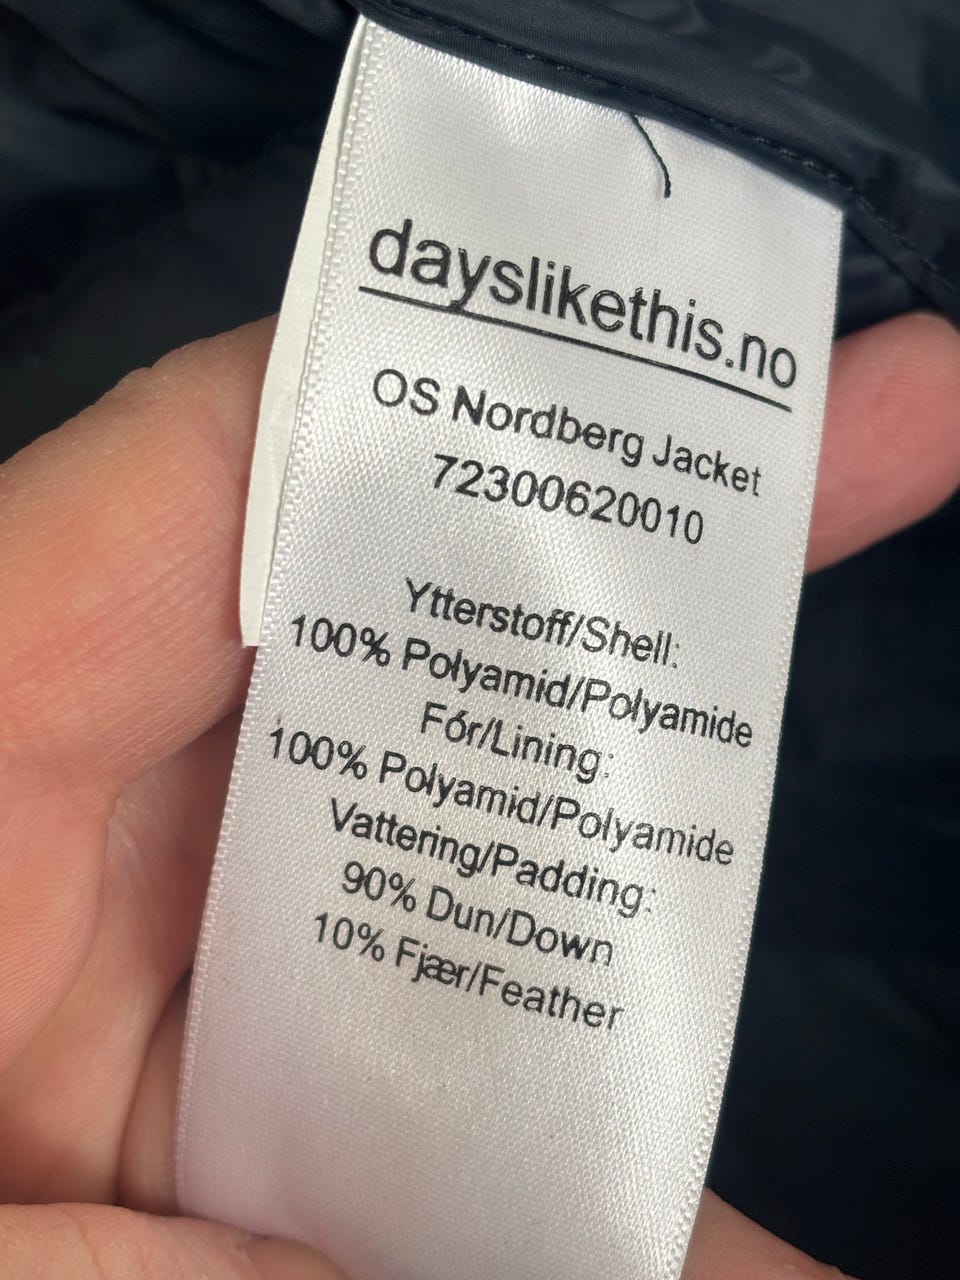 dayslikethis.no
OS Nordberg Jacket
72300620010
Ytterstoff/Shell:
100% Polyamid/Polyamide
Fór/Lining:
100% Polyamid/Polyamide
Vattering/Padding:
90% Dun/Down
10% Fjær/Feather